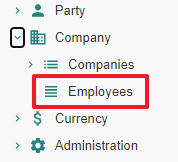 Party
Company
Companies
Employees
Currency
Administration